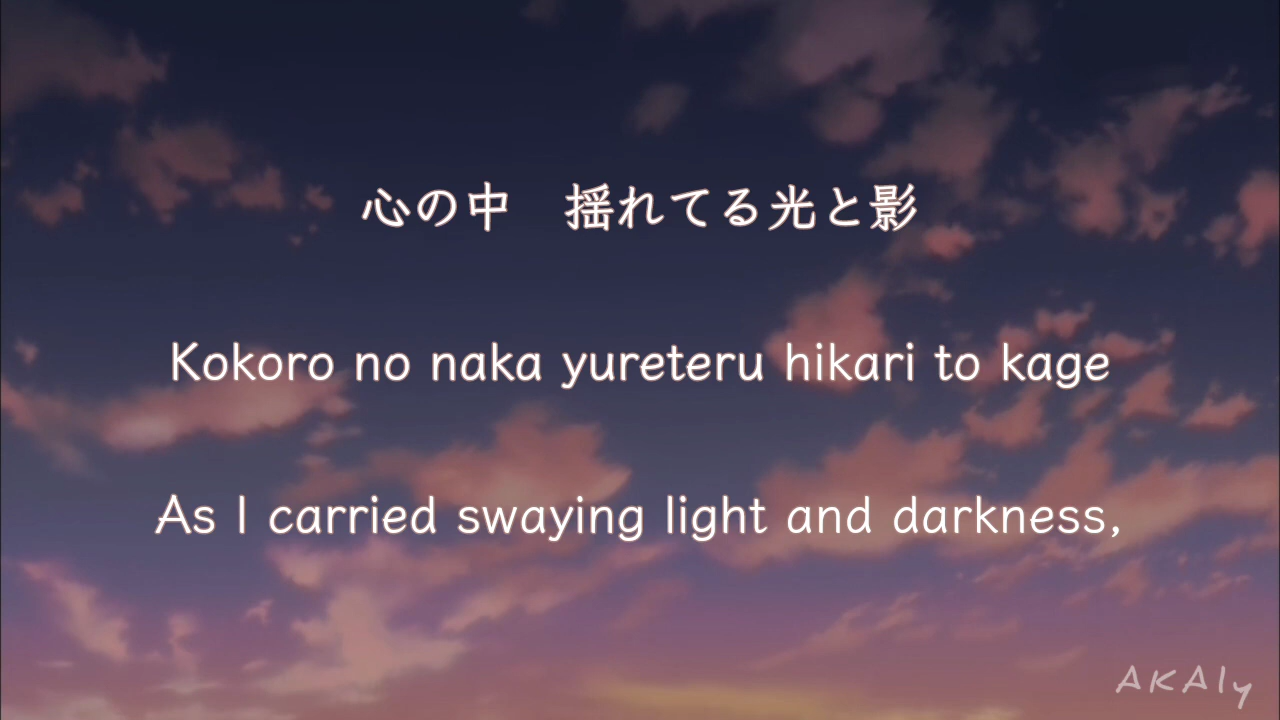 心の中　揺れてる光と影
Kokoro no naka yureteru hikari to kage
As I carried swaying light and darkness,
AKAly